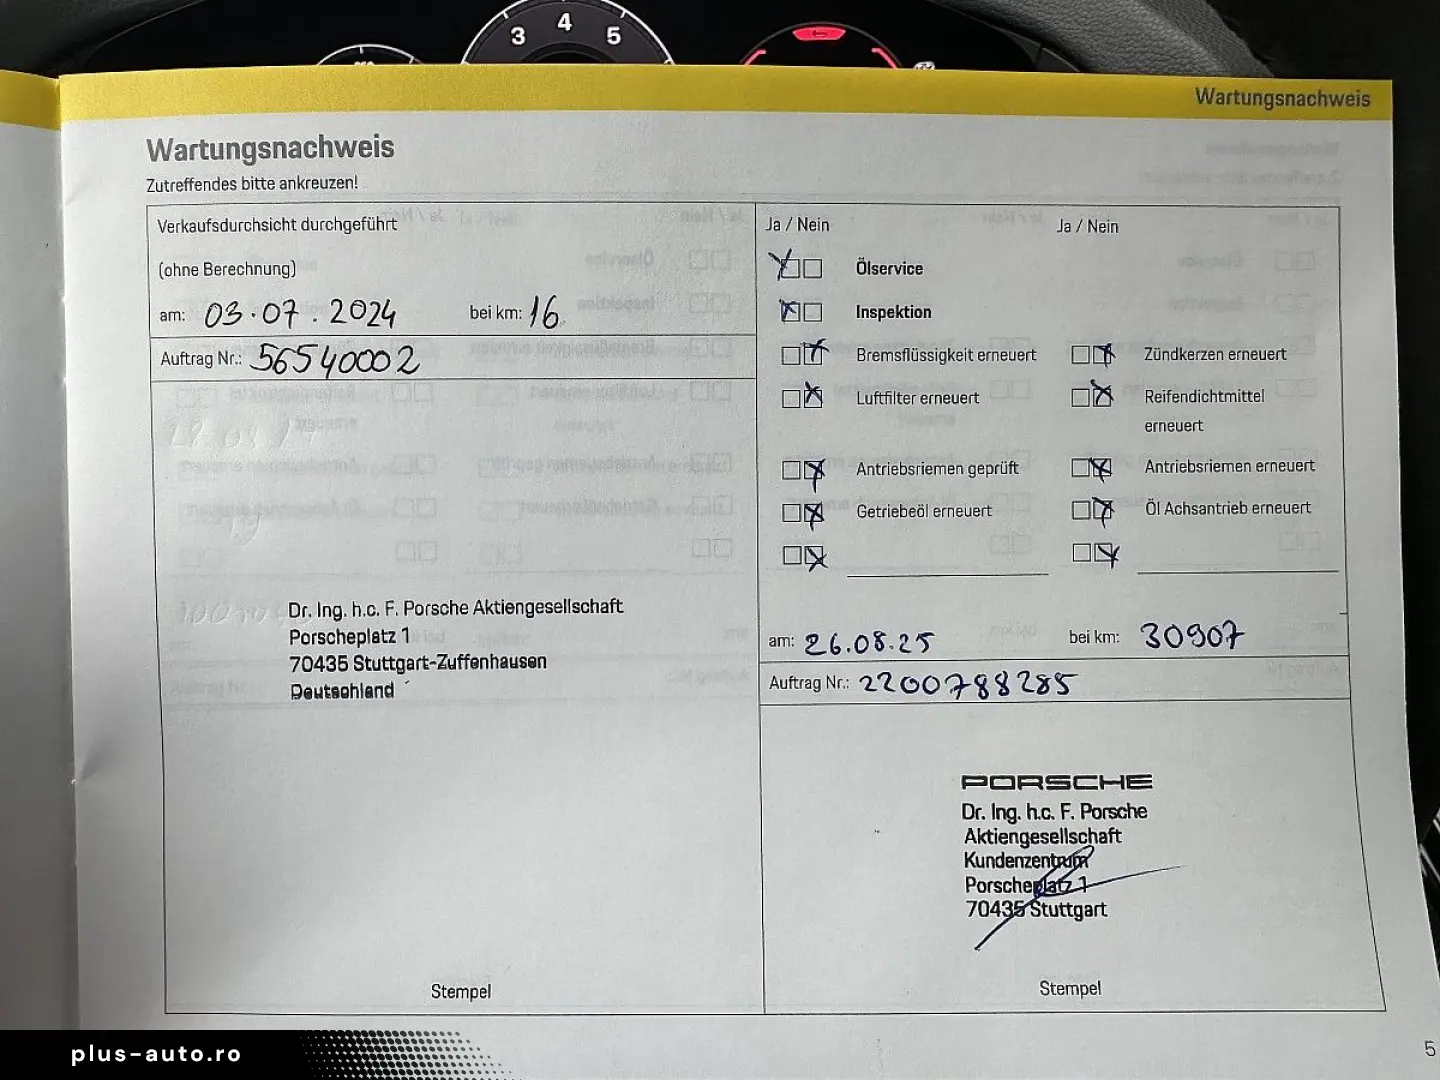 3 4 5
Wartungsnachweis
Wartungsnachweis
Zutreffendes bitte ankreuzen!
Verkaufsdurchsicht durchgeführt
(ohne Berechnung)
am: 03.07.2024 bei km: 16
Auftrag Nr.: 56540002
Dr. Ing. h.c. F. Porsche Aktiengesellschaft
Porscheplatz 1
70435 Stuttgart-Zuffenhausen
Deutschland
Stempel
Ja / Nein Ja / Nein
Ölservice
Inspektion
Bremsflüssigkeit erneuert Zündkerzen erneuert
Luftfilter erneuert Reifendichtmittel
erneuert
Antriebsriemen geprüft Antriebsriemen erneuert
Getriebeöl erneuert Öl Achsantrieb erneuert
am: 26.08.25 bei km: 30907
Auftrag Nr.: 2200788285
PORSCHE
Dr. Ing. h.c. F. Porsche
Aktiengesellschaft
Kundenzentrum
Porscheplatz 1
70435 Stuttgart
Stempel
5
plus-auto.ro